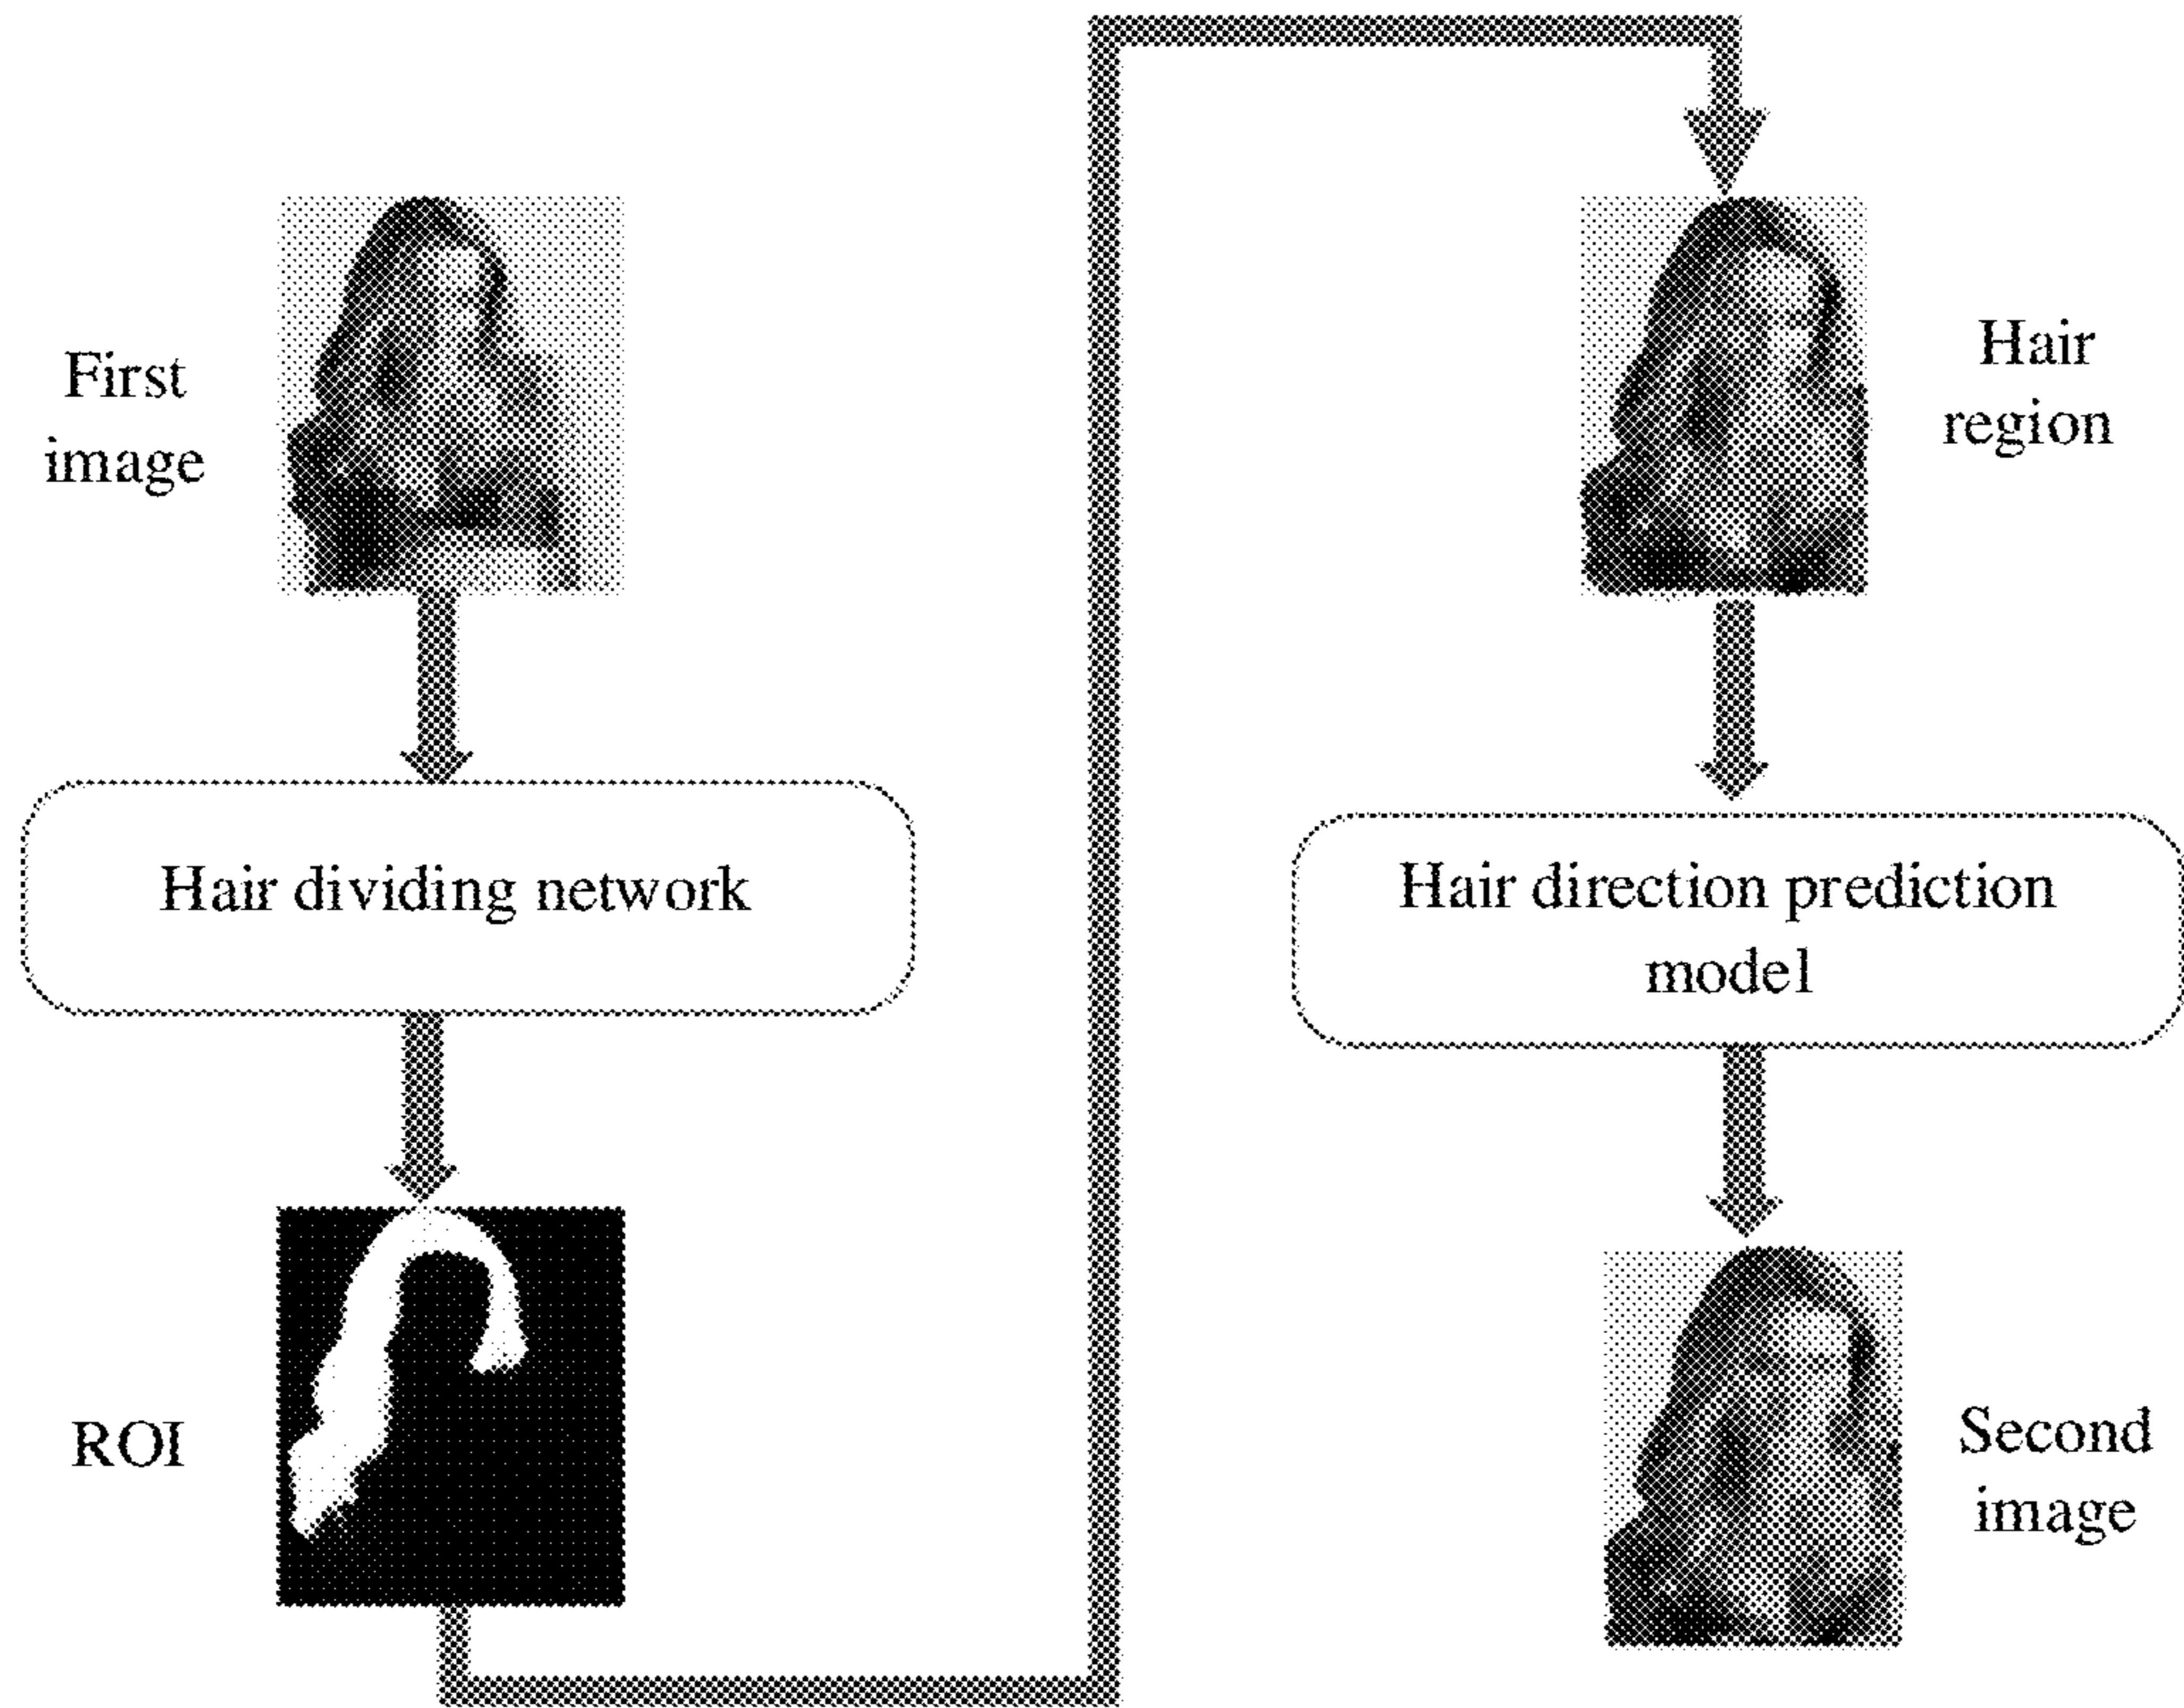 First
image
Hair dividing network
ROI
Hair
region
Hair direction prediction
model
Second
image